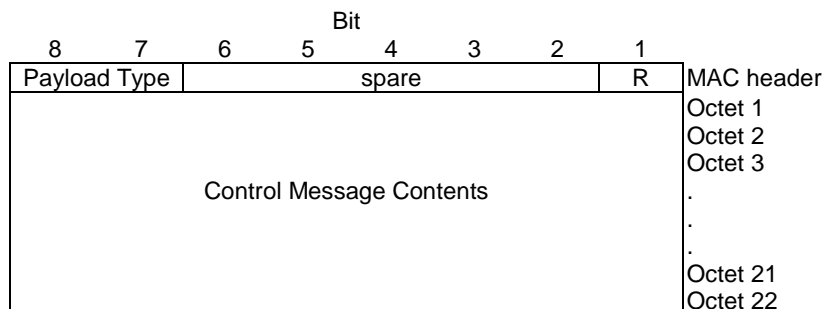 Bit
8 7 6 5 4 3 2 1
Payload Type spare R MAC header
Octet 1
Octet 2
Octet 3
Control Message Contents .
.
.
Octet 21
Octet 22